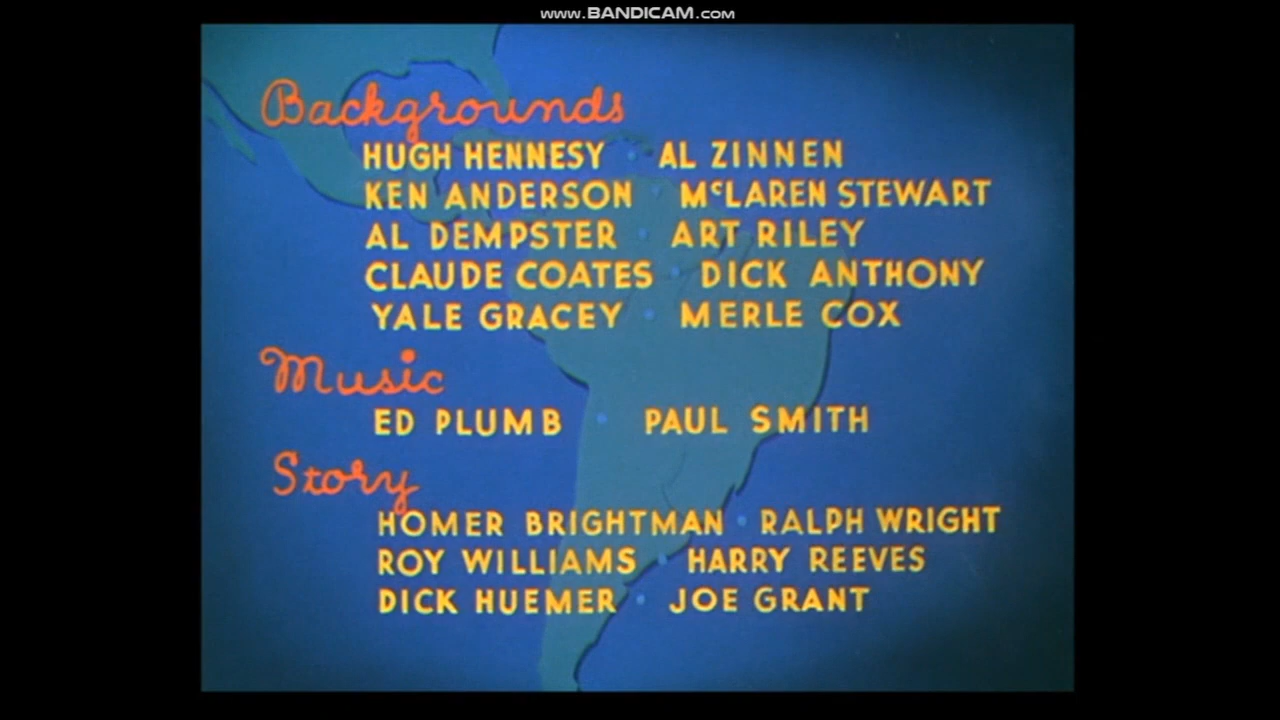 www.BANDICAM.com
Backgrounds
HUGH HENNESY • AL ZINNEN
KEN ANDERSON • McLAREN STEWART
AL DEMPSTER • ART RILEY
CLAUDE COATES • DICK ANTHONY
YALE GRACEY • MERLE COX
Music
ED PLUMB • PAUL SMITH
Story
HOMER BRIGHTMAN • RALPH WRIGHT
ROY WILLIAMS • HARRY REEVES
DICK HUEMER • JOE GRANT